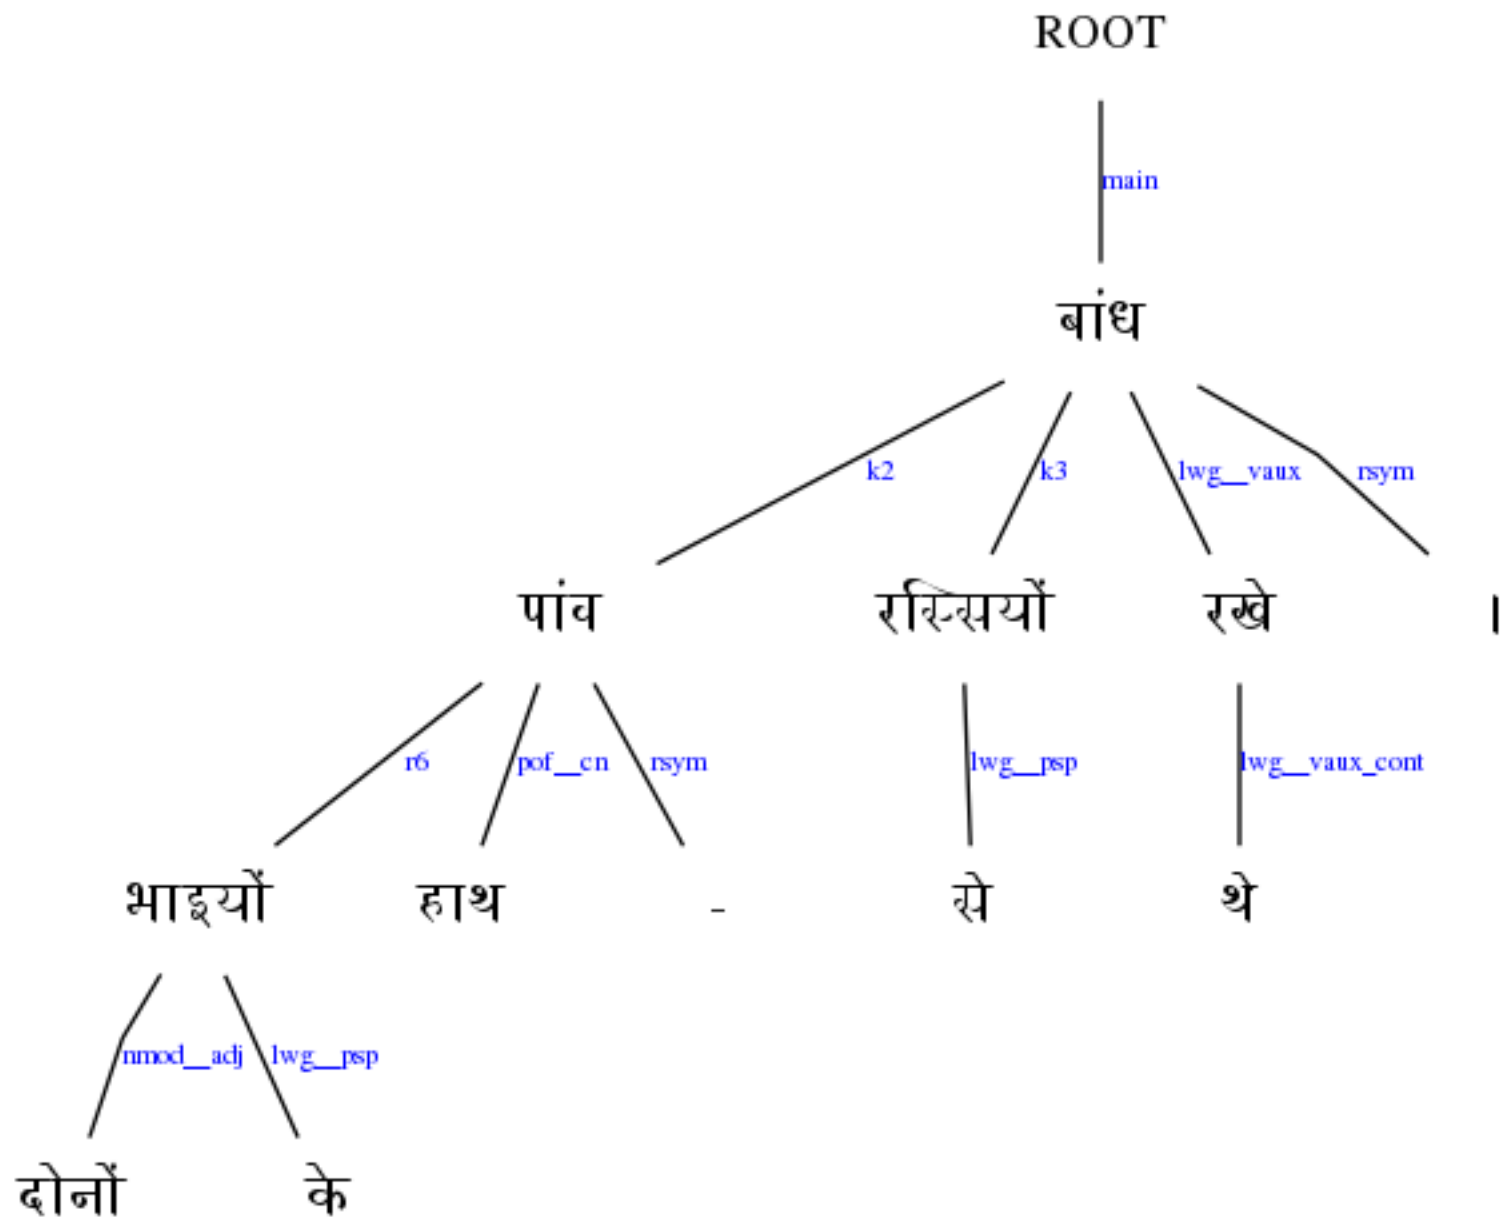 ROOT
main
बांध
k2 k3 lwg__vaux rsym
पांव रस्सियों रखे ।
r6 pof__cn rsym lwg__psp lwg__vaux_cont
भाइयों हाथ - से थे
nmod__adj lwg__psp
दोनों के